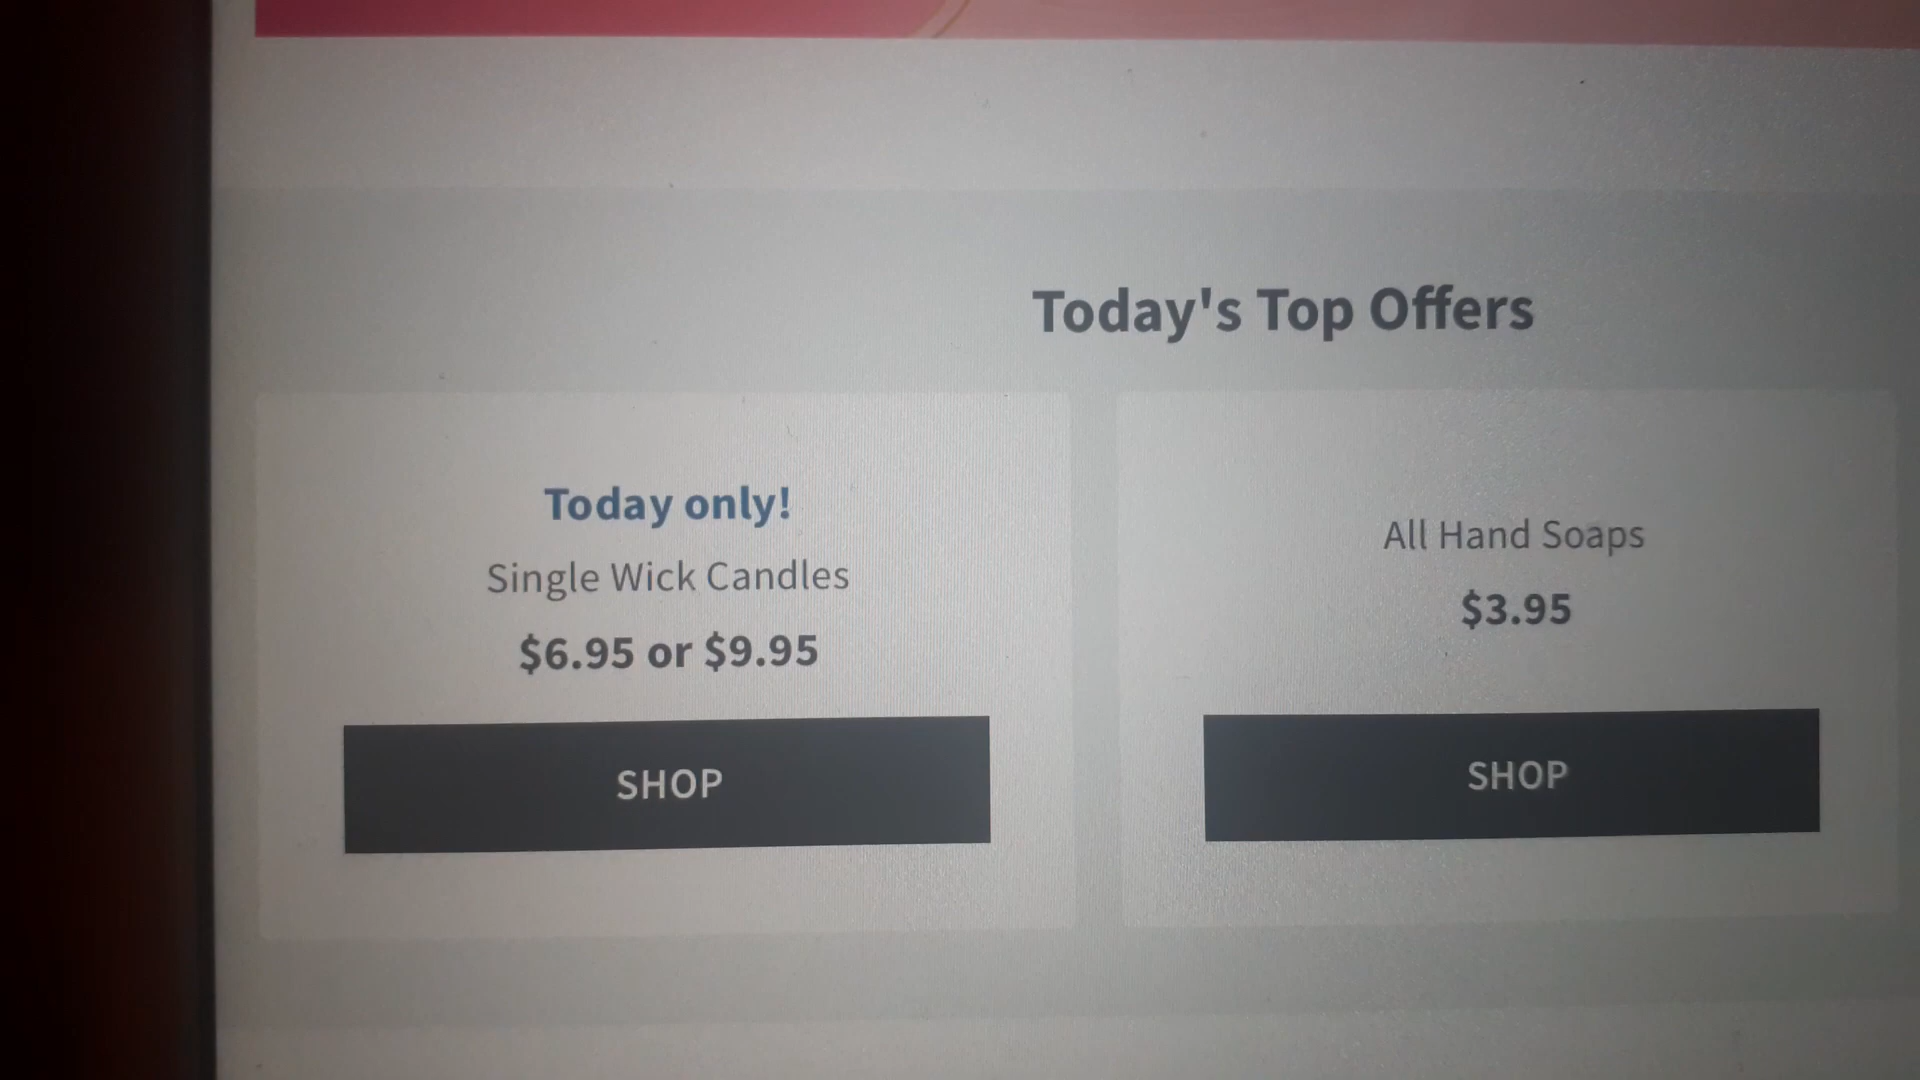 Today's Top Offers
Today only!
Single Wick Candles
$6.95 or $9.95
SHOP
All Hand Soaps
$3.95
SHOP